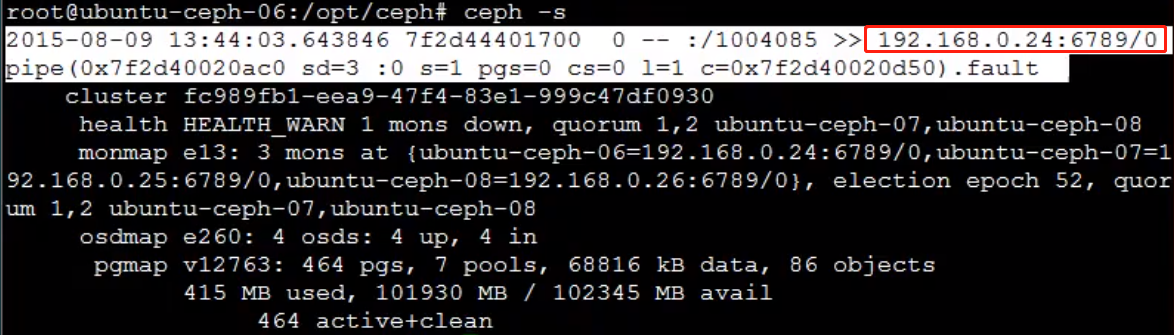 root@ubuntu-ceph-06:/opt/ceph# ceph -s
2015-08-09 13:44:03.643846 7f2d44401700  0 -- :/1004085 >> 192.168.0.24:6789/0
pipe(0x7f2d40020ac0 sd=3 :0 s=1 pgs=0 cs=0 l=1 c=0x7f2d40020d50).fault
    cluster fc989fb1-eea9-47f4-83e1-999c47df0930
     health HEALTH_WARN 1 mons down, quorum 1,2 ubuntu-ceph-07,ubuntu-ceph-08
     monmap e13: 3 mons at {ubuntu-ceph-06=192.168.0.24:6789/0,ubuntu-ceph-07=1
92.168.0.25:6789/0,ubuntu-ceph-08=192.168.0.26:6789/0}, election epoch 52, quor
um 1,2 ubuntu-ceph-07,ubuntu-ceph-08
     osdmap e260: 4 osds: 4 up, 4 in
      pgmap v12763: 464 pgs, 7 pools, 68816 kB data, 86 objects
            415 MB used, 101930 MB / 102345 MB avail
                 464 active+clean